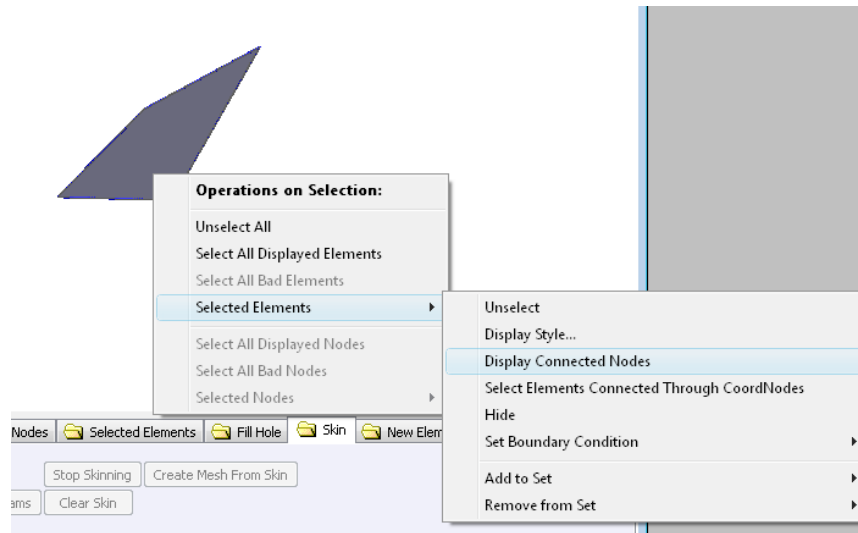 Operations on Selection:
Unselect All
Select All Displayed Elements
Select All Bad Elements
Selected Elements
Select All Displayed Nodes
Select All Bad Nodes
Selected Nodes
Unselect
Display Style...
Display Connected Nodes
Select Elements Connected Through CoordNodes
Hide
Set Boundary Condition
Add to Set
Remove from Set
Nodes Selected Elements Fill Hole Skin New Elem
Stop Skinning Create Mesh From Skin
ams Clear Skin